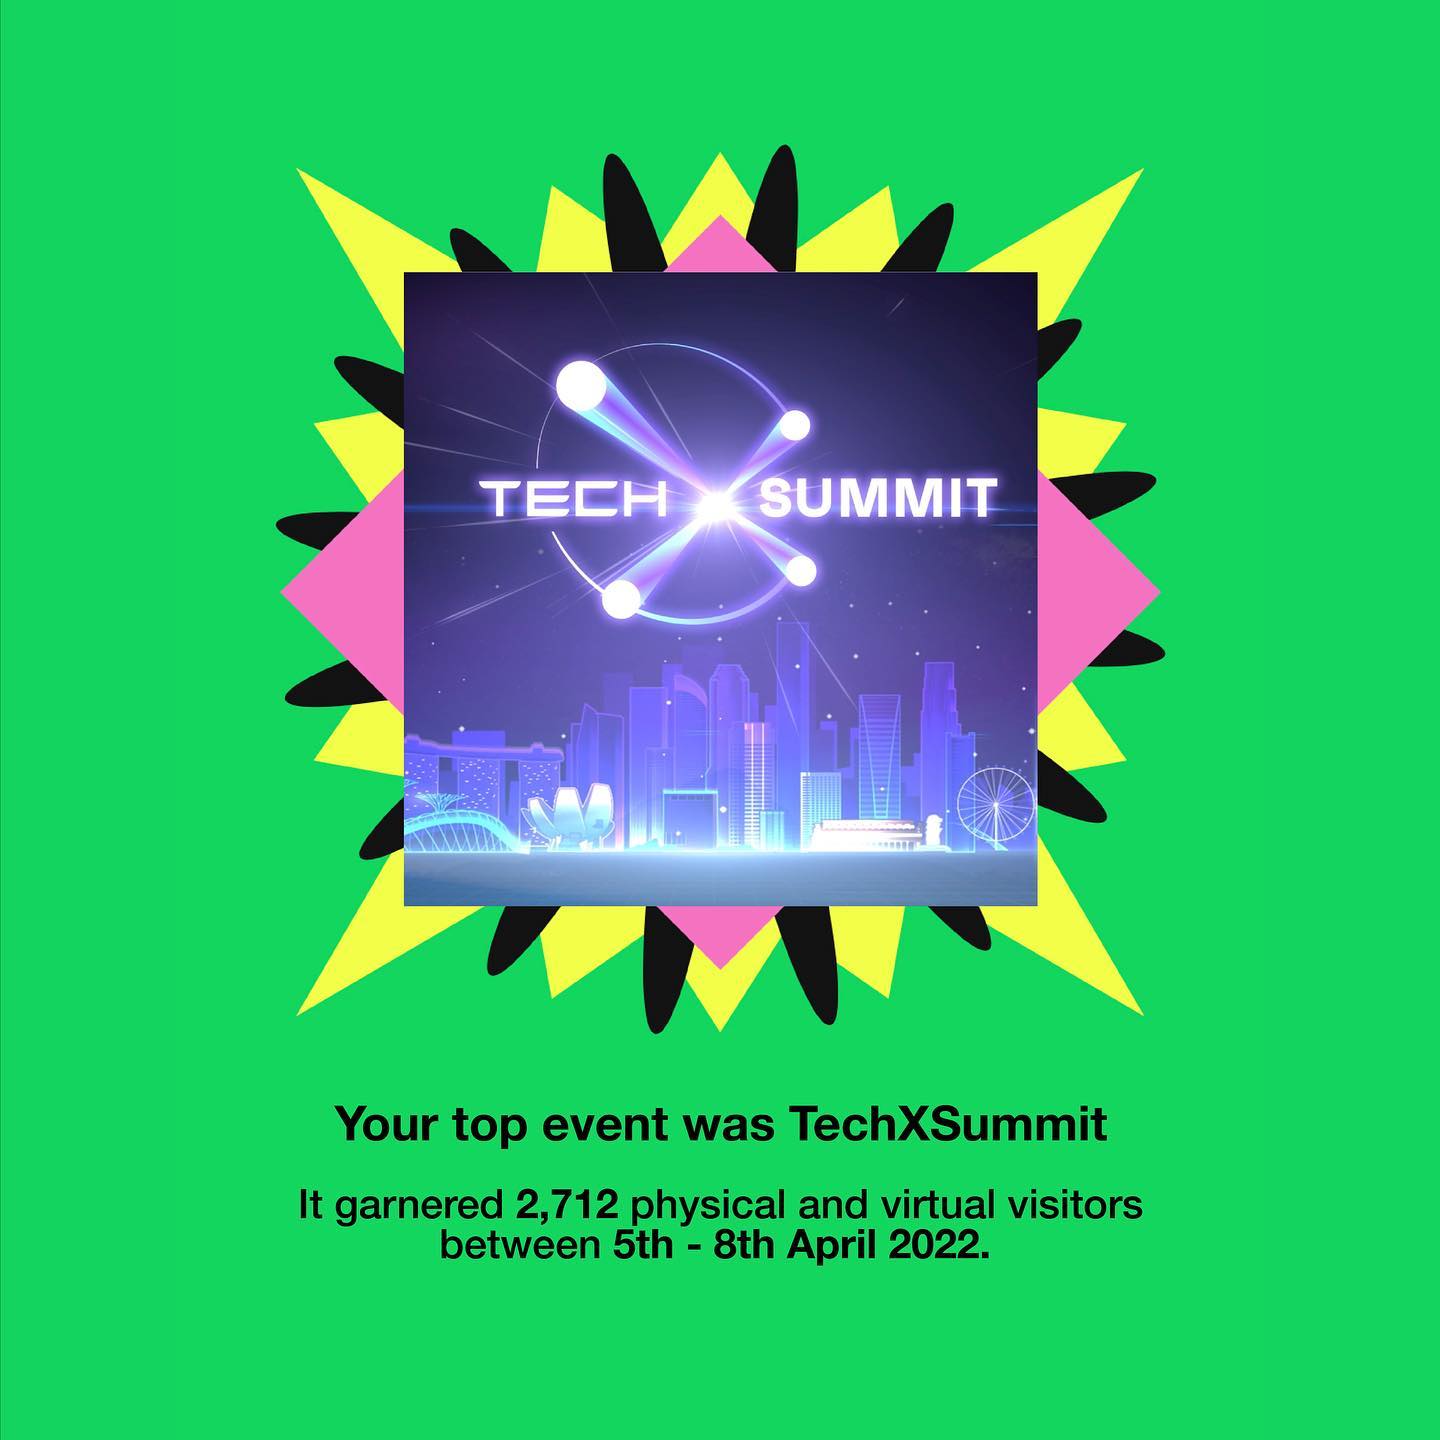 TECH X SUMMIT
Your top event was TechXSummit
It garnered 2,712 physical and virtual visitors
between 5th - 8th April 2022.